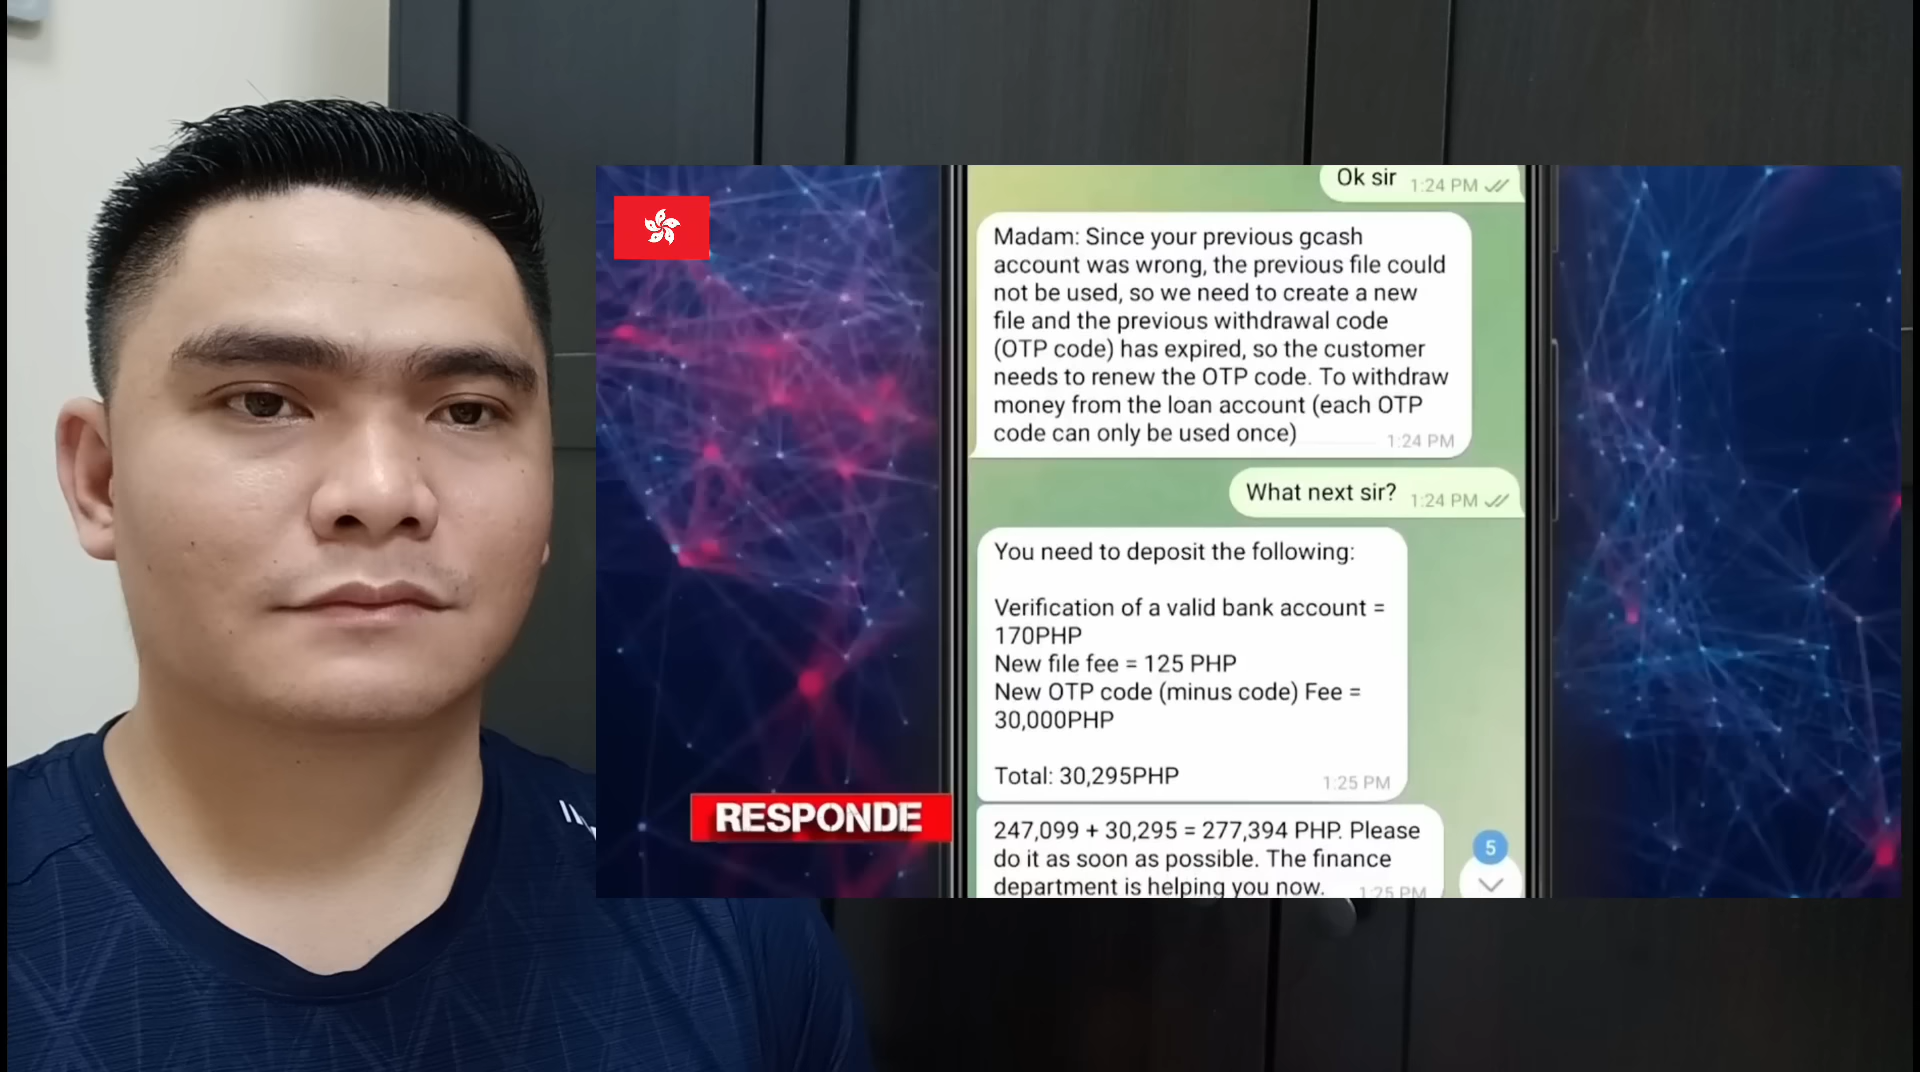 Ok sir 1:24 PM
Madam: Since your previous gcash
account was wrong, the previous file could
not be used, so we need to create a new
file and the previous withdrawal code
(OTP code) has expired, so the customer
needs to renew the OTP code. To withdraw
money from the loan account (each OTP
code can only be used once) 1:24 PM
What next sir? 1:24 PM
You need to deposit the following:
Verification of a valid bank account =
170PHP
New file fee = 125 PHP
New OTP code (minus code) Fee =
30,000PHP
Total: 30,295PHP 1:25 PM
RESPONDE
247,099 + 30,295 = 277,394 PHP. Please
do it as soon as possible. The finance
department is helping you now. 1:25 PM
5